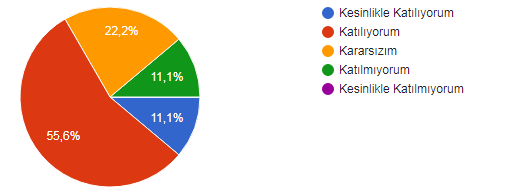 22,2%
11,1%
11,1%
55,6%
Kesinlikle Katılıyorum
Katılıyorum
Kararsızım
Katılmıyorum
Kesinlikle Katılmıyorum